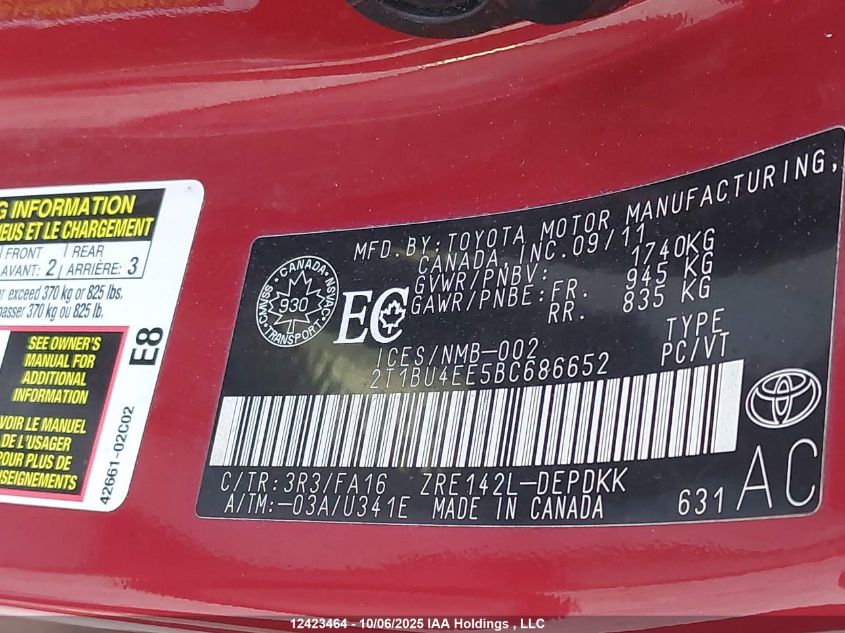 G INFORMATION
NEUS ET LE CHARGEMENT
FRONT
AVANT: 2
REAR
ARRIÈRE: 3
exceed 370 kg or 825 lbs.
passer 370 kg ou 825 lb.
SEE OWNER'S
MANUAL FOR
ADDITIONAL
INFORMATION
VOIR LE MANUEL
DE L'USAGER
POUR PLUS DE
NSEIGNEMENTS
E8
42661-02C02
MFD. BY: TOYOTA MOTOR MANUFACTURING,
CANADA, INC. 09/11
GVWR/PNBV: 1740KG
GAWR/PNBE: FR. 945 KG
RR. 835 KG
CANADA
CMVSS
NSVAC
930
TRANSPORT
EC
ICES/NMB-002
TYPE
2T1BU4EE5BC686652 PC/VT
C/TR: 3R3/FA16 ZRE142L-DEPDKK
A/TM: -03A/U341E MADE IN CANADA
631 AC
12423464 - 10/06/2025 IAA Holdings , LLC